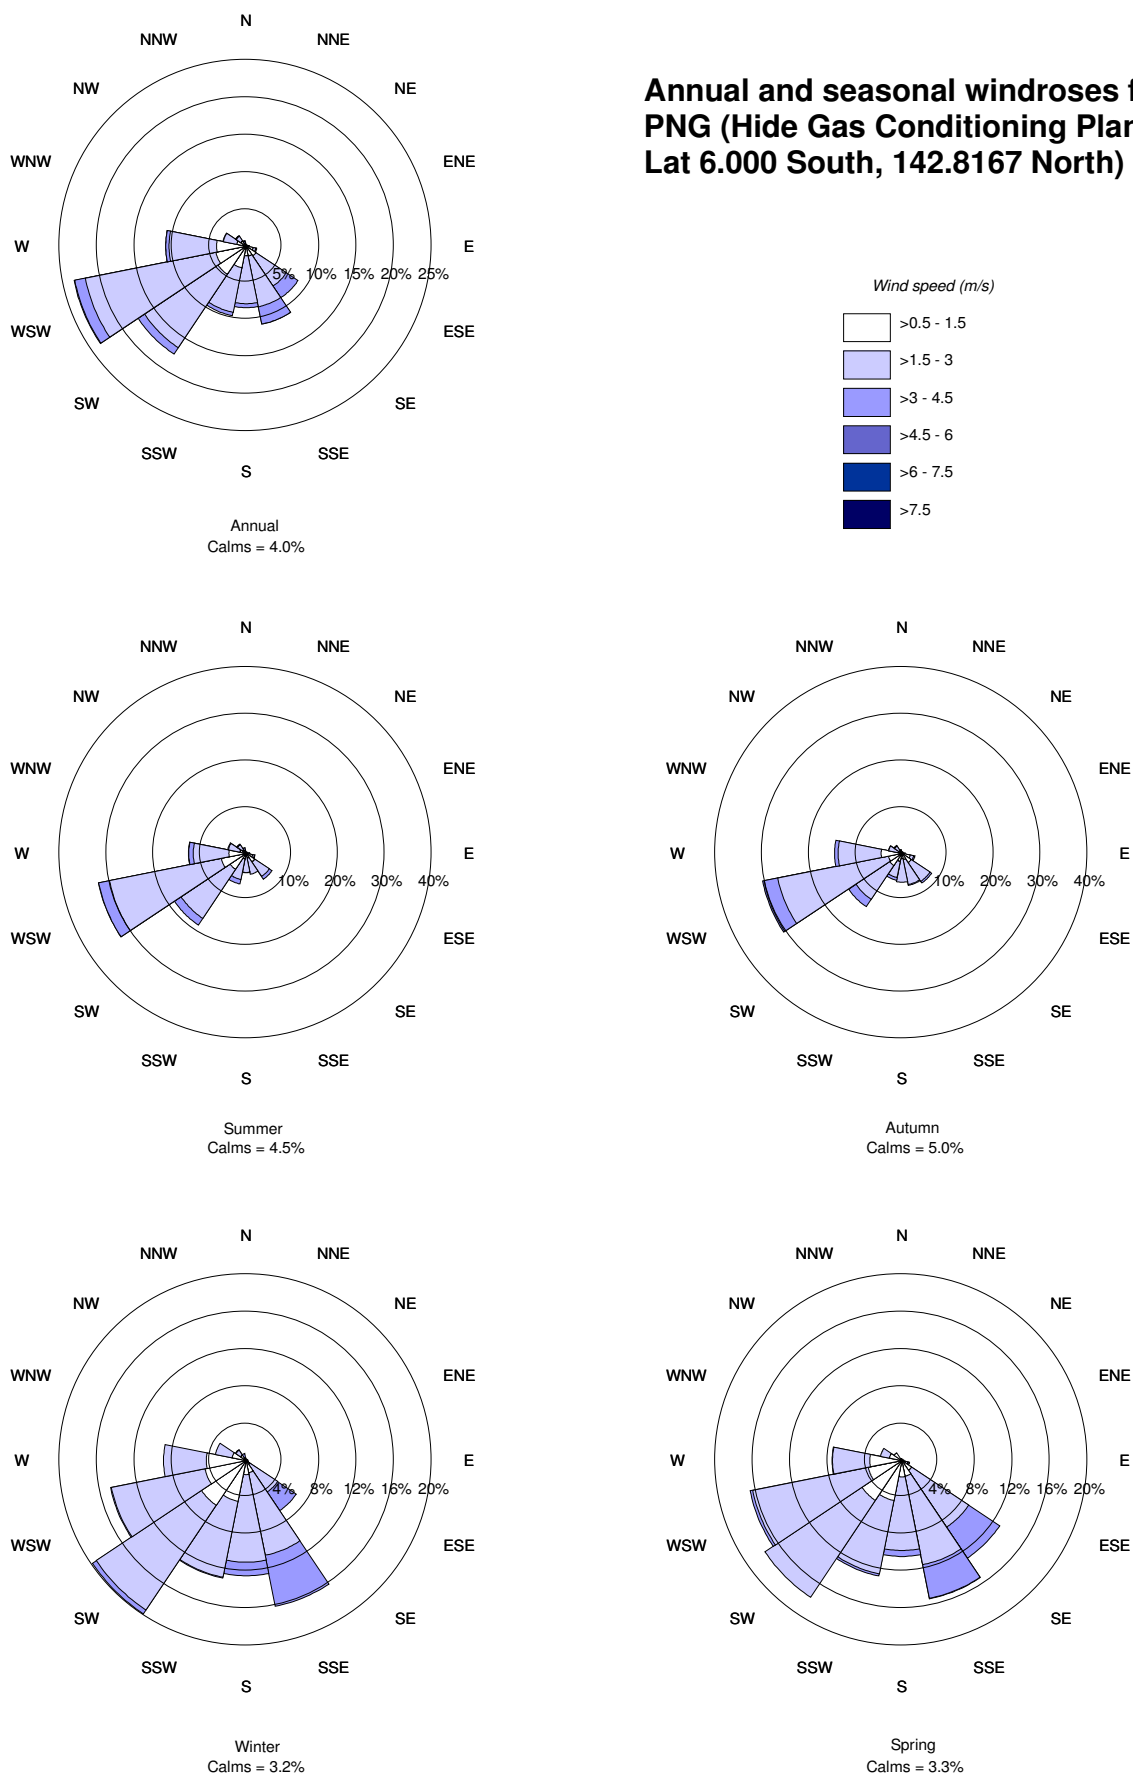 N
NNW NNE
NW NE
WNW ENE
W E
5% 10% 15% 20% 25%
WSW ESE
SW SE
SSW SSE
S
Annual
Calms = 4.0%
Annual and seasonal windroses
PNG (Hide Gas Conditioning
Lat 6.000 South, 142.8167 North)
Wind speed (m/s)
>0.5 - 1.5
>1.5 - 3
>3 - 4.5
>4.5 - 6
>6 - 7.5
>7.5
N
NNW NNE
NW NE
WNW ENE
W E
10% 20% 30% 40%
WSW ESE
SW SE
SSW SSE
S
Summer
Calms = 4.5%
N
NNW NNE
NW NE
WNW ENE
W E
10% 20% 30% 40%
WSW ESE
SW SE
SSW SSE
S
Autumn
Calms = 5.0%
N
NNW NNE
NW NE
WNW ENE
W E
4% 8% 12% 16% 20%
WSW ESE
SW SE
SSW SSE
S
Winter
Calms = 3.2%
N
NNW NNE
NW NE
WNW ENE
W E
4% 8% 12% 16% 20%
WSW ESE
SW SE
SSW SSE
S
Spring
Calms = 3.3%